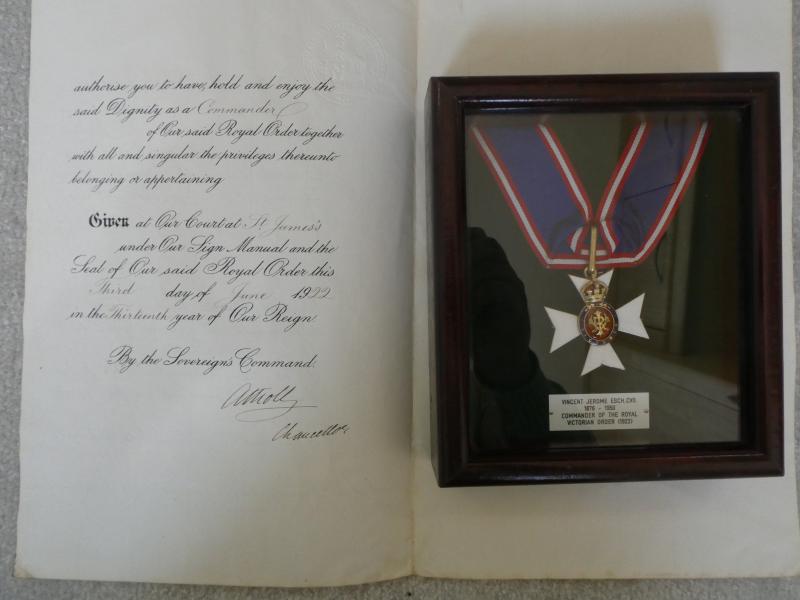 authorise you to have, hold and enjoy the
said Dignity as a Commander
of Our said Royal Order together
with all and singular the privileges thereunto
belonging or appertaining
Given at Our Court at St. James's
under Our Sign Manual and the
Seal of Our said Royal Order this
Third day of June 1922
in the Thirteenth year of Our Reign.
By the Sovereign's Command.
Atholl
Chancellor
VINCENT JEROME ESCH.CVO.
1876 - 1950
COMMANDER OF THE ROYAL
VICTORIAN ORDER (1922)